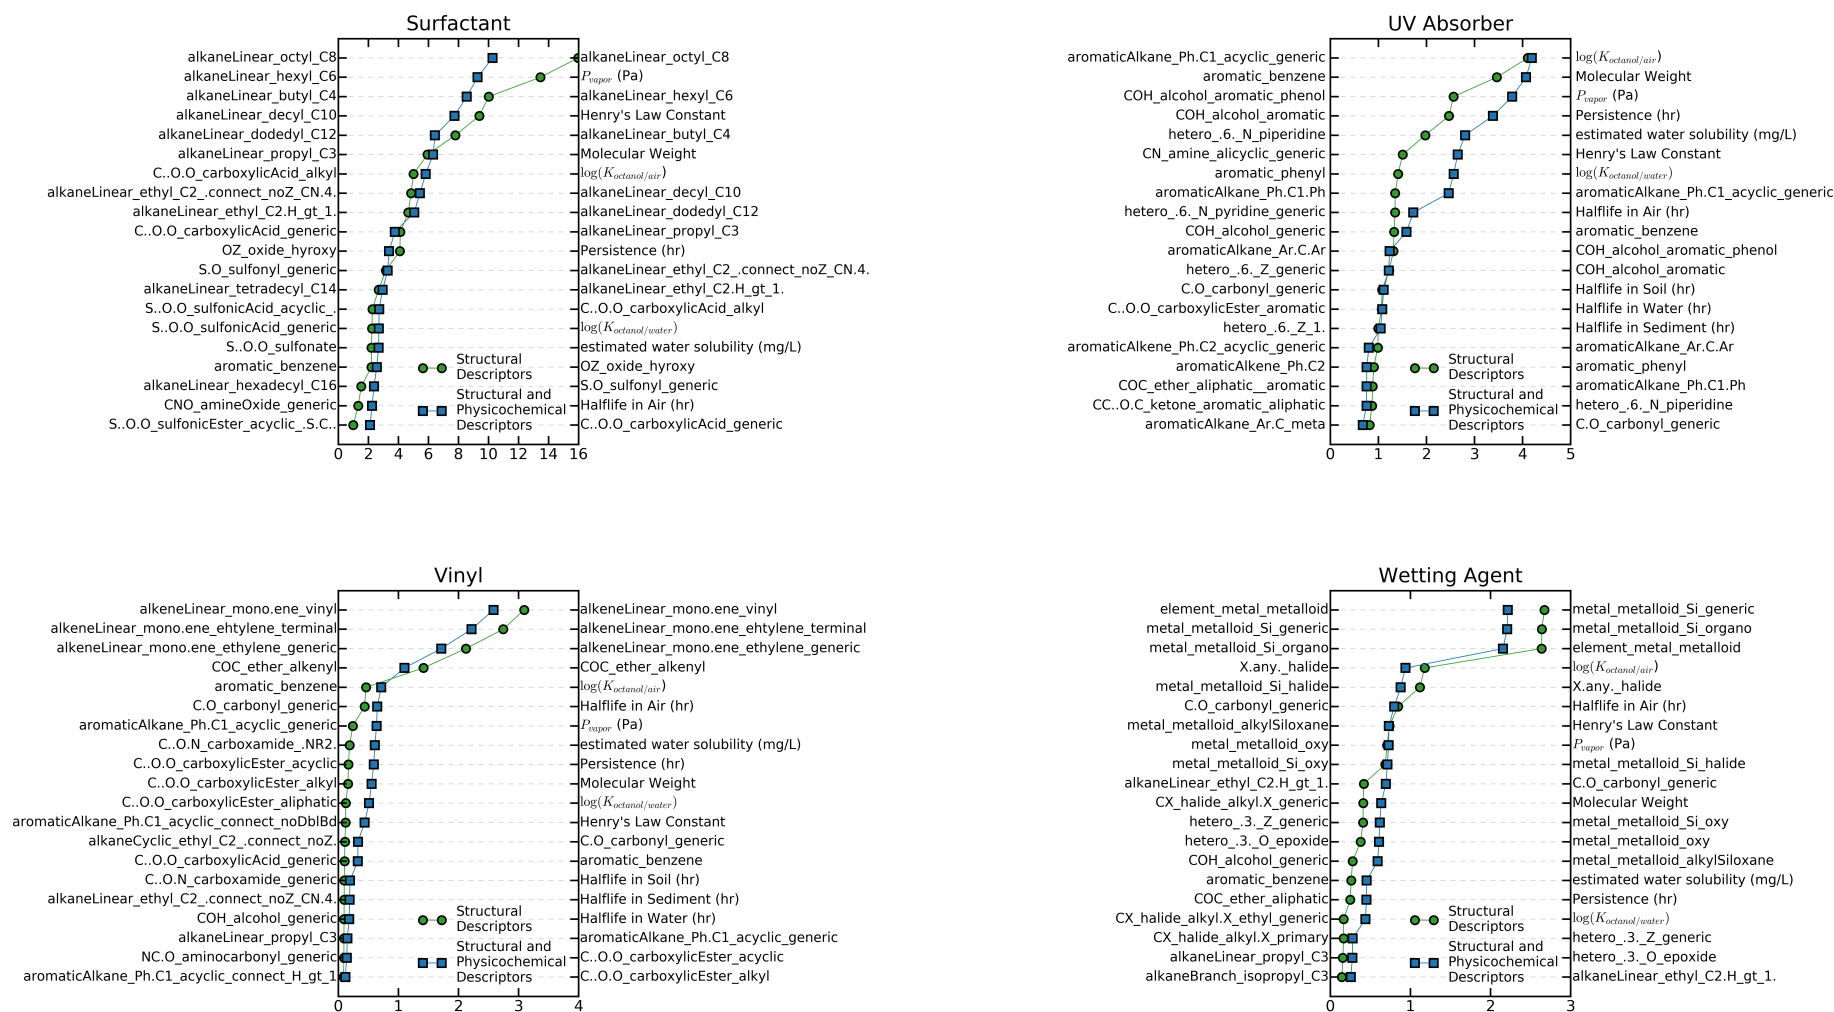 Surfactant
alkaneLinear_octyl_C8
alkaneLinear_hexyl_C6
alkaneLinear_butyl_C4
alkaneLinear_decyl_C10
alkaneLinear_dodedyl_C12
alkaneLinear_propyl_C3
C..O.O_carboxylicAcid_alkyl
alkaneLinear_ethyl_C2_.connect_noZ_CN.4.
alkaneLinear_ethyl_C2.H_gt_1.
C..O.O_carboxylicAcid_generic
OZ_oxide_hyroxy
S.O_sulfonyl_generic
alkaneLinear_tetradecyl_C14
S..O.O_sulfonicAcid_acyclic_.
S..O.O_sulfonicAcid_generic
S..O.O_sulfonate
aromatic_benzene
alkaneLinear_hexadecyl_C16
CNO_amineOxide_generic
S..O.O_sulfonicEster_acyclic_.S.C..
alkaneLinear_octyl_C8
P_vapor (Pa)
alkaneLinear_hexyl_C6
Henry's Law Constant
alkaneLinear_butyl_C4
Molecular Weight
log(K_octanol/air)
alkaneLinear_decyl_C10
alkaneLinear_dodedyl_C12
alkaneLinear_propyl_C3
Persistence (hr)
alkaneLinear_ethyl_C2_.connect_noZ_CN.4.
alkaneLinear_ethyl_C2.H_gt_1.
C..O.O_carboxylicAcid_alkyl
log(K_octanol/water)
estimated water solubility (mg/L)
OZ_oxide_hyroxy
S.O_sulfonyl_generic
Halflife in Air (hr)
C..O.O_carboxylicAcid_generic
Structural
Descriptors
Structural and
Physicochemical
Descriptors
0 2 4 6 8 10 12 14 16
UV Absorber
aromaticAlkane_Ph.C1_acyclic_generic
aromatic_benzene
COH_alcohol_aromatic_phenol
COH_alcohol_aromatic
hetero_.6._N_piperidine
CN_amine_alicyclic_generic
aromatic_phenyl
aromaticAlkane_Ph.C1.Ph
hetero_.6._N_pyridine_generic
COH_alcohol_generic
aromaticAlkane_Ar.C.Ar
hetero_.6._Z_generic
C.O_carbonyl_generic
C..O.O_carboxylicEster_aromatic
hetero_.6._Z_1.
aromaticAlkene_Ph.C2_acyclic_generic
aromaticAlkene_Ph.C2
COC_ether_aliphatic__aromatic
CC..O.C_ketone_aromatic_aliphatic
aromaticAlkane_Ar.C_meta
log(K_octanol/air)
Molecular Weight
P_vapor (Pa)
Persistence (hr)
estimated water solubility (mg/L)
Henry's Law Constant
log(K_octanol/water)
aromaticAlkane_Ph.C1_acyclic_generic
Halflife in Air (hr)
aromatic_benzene
COH_alcohol_aromatic_phenol
COH_alcohol_aromatic
Halflife in Soil (hr)
Halflife in Water (hr)
Halflife in Sediment (hr)
aromaticAlkane_Ar.C.Ar
aromatic_phenyl
aromaticAlkane_Ph.C1.Ph
hetero_.6._N_piperidine
C.O_carbonyl_generic
Structural
Descriptors
Structural and
Physicochemical
Descriptors
0 1 2 3 4 5
Vinyl
alkeneLinear_mono.ene_vinyl
alkeneLinear_mono.ene_ehtylene_terminal
alkeneLinear_mono.ene_ethylene_generic
COC_ether_alkenyl
aromatic_benzene
C.O_carbonyl_generic
aromaticAlkane_Ph.C1_acyclic_generic
C..O.N_carboxamide_.NR2.
C..O.O_carboxylicEster_acyclic
C..O.O_carboxylicEster_alkyl
C..O.O_carboxylicEster_aliphatic
aromaticAlkane_Ph.C1_acyclic_connect_noDblBd
alkaneCyclic_ethyl_C2_.connect_noZ.
C..O.O_carboxylicAcid_generic
C..O.N_carboxamide_generic
alkaneLinear_ethyl_C2_.connect_noZ_CN.4.
COH_alcohol_generic
alkaneLinear_propyl_C3
NC.O_aminocarbonyl_generic
aromaticAlkane_Ph.C1_acyclic_connect_H_gt_1
alkeneLinear_mono.ene_vinyl
alkeneLinear_mono.ene_ehtylene_terminal
alkeneLinear_mono.ene_ethylene_generic
COC_ether_alkenyl
log(K_octanol/air)
Halflife in Air (hr)
P_vapor (Pa)
estimated water solubility (mg/L)
Persistence (hr)
Molecular Weight
log(K_octanol/water)
Henry's Law Constant
C.O_carbonyl_generic
aromatic_benzene
Halflife in Soil (hr)
Halflife in Sediment (hr)
Halflife in Water (hr)
aromaticAlkane_Ph.C1_acyclic_generic
C..O.O_carboxylicEster_acyclic
C..O.O_carboxylicEster_alkyl
Structural
Descriptors
Structural and
Physicochemical
Descriptors
0 1 2 3 4
Wetting Agent
element_metal_metalloid
metal_metalloid_Si_generic
metal_metalloid_Si_organo
X.any._halide
metal_metalloid_Si_halide
C.O_carbonyl_generic
metal_metalloid_alkylSiloxane
metal_metalloid_oxy
metal_metalloid_Si_oxy
alkaneLinear_ethyl_C2.H_gt_1.
CX_halide_alkyl.X_generic
hetero_.3._Z_generic
hetero_.3._O_epoxide
COH_alcohol_generic
aromatic_benzene
COC_ether_aliphatic
CX_halide_alkyl.X_ethyl_generic
CX_halide_alkyl.X_primary
alkaneLinear_propyl_C3
alkaneBranch_isopropyl_C3
metal_metalloid_Si_generic
metal_metalloid_Si_organo
element_metal_metalloid
log(K_octanol/air)
X.any._halide
Halflife in Air (hr)
Henry's Law Constant
P_vapor (Pa)
metal_metalloid_Si_halide
C.O_carbonyl_generic
Molecular Weight
metal_metalloid_Si_oxy
metal_metalloid_oxy
metal_metalloid_alkylSiloxane
estimated water solubility (mg/L)
Persistence (hr)
log(K_octanol/water)
hetero_.3._Z_generic
hetero_.3._O_epoxide
alkaneLinear_ethyl_C2.H_gt_1.
Structural
Descriptors
Structural and
Physicochemical
Descriptors
0 1 2 3